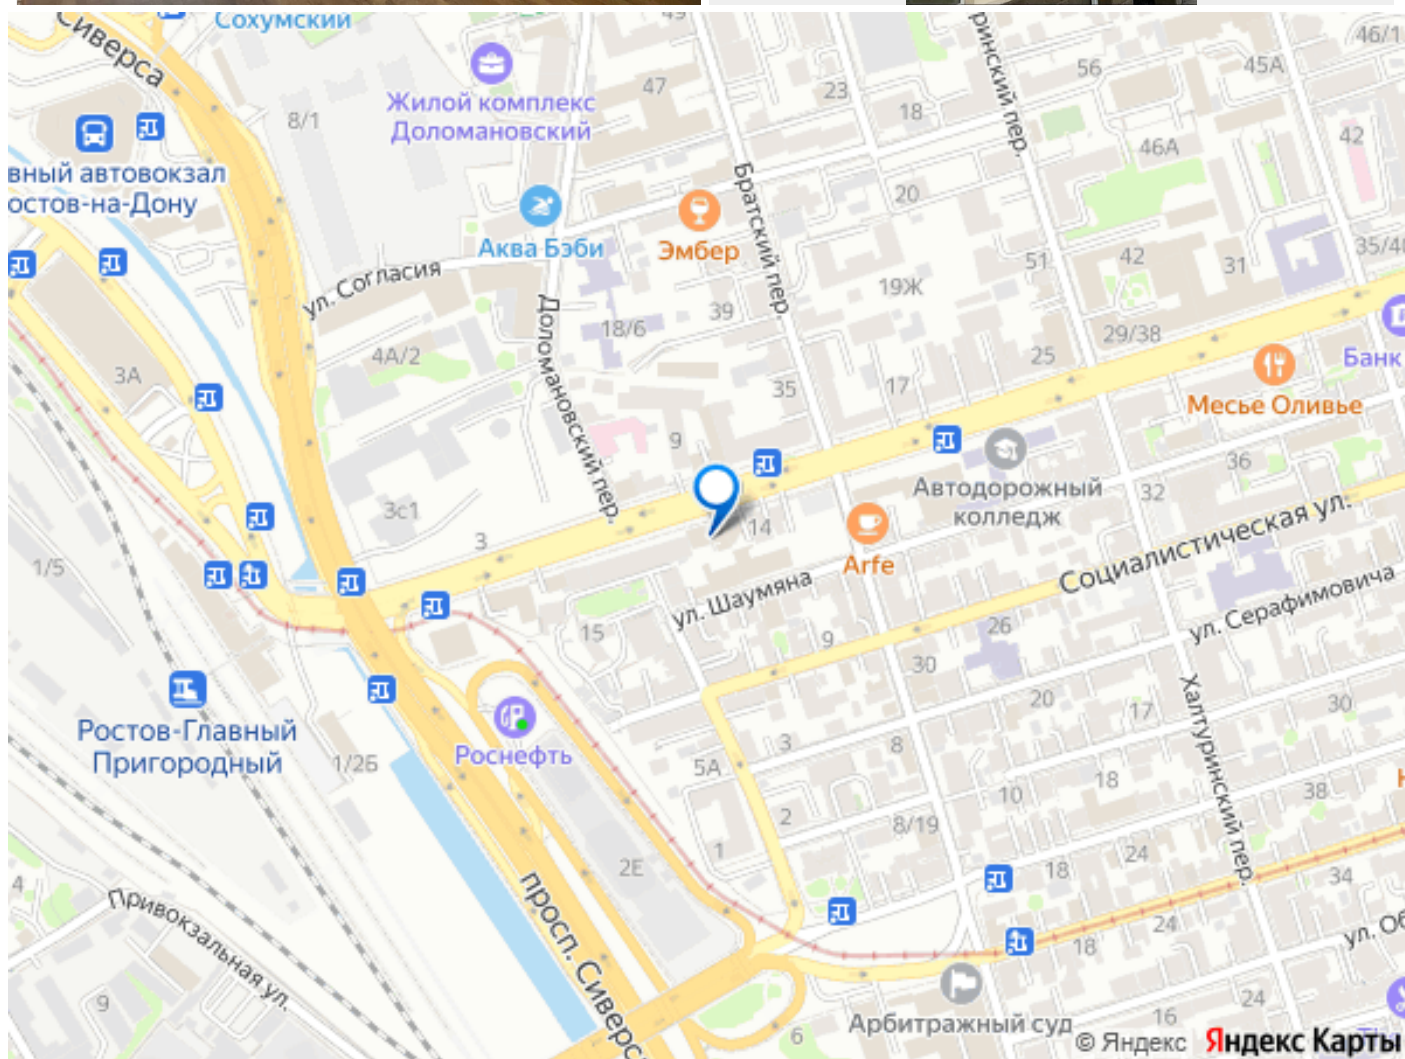 Сиверса
Сохумский
49
46/1
47
56
45А
Жилой комплекс
Доломановский
8/1
23
18
ринский пер.
42
46А
вный автовокзал
остов-на-Дону
Братский пер.
20
Аква Бэби
Эмбер
ул. Согласия
51
42
31
35/40
19Ж
39
18/6
Доломановский пер.
4А/2
29/38
25
Банк
3А
35
17
Месье Оливье
9
36
Автодорожный
колледж
32
3с1
14
3
Социалистическая ул.
Arfe
1/5
ул. Шаумяна
ул. Серафимовича
15
9
26
30
Ростов-Главный
Пригородный
Роснефть
1/2Б
20
17
30
Халтуринский пер.
3
8
5А
18
10
38
2
8/19
1
24
2Е
18
34
4
Привокзальная ул.
просп. Сиверса
24
18
ул. Об
9
24
Арбитражный суд
16
6
© Яндекс
Яндекс Карты